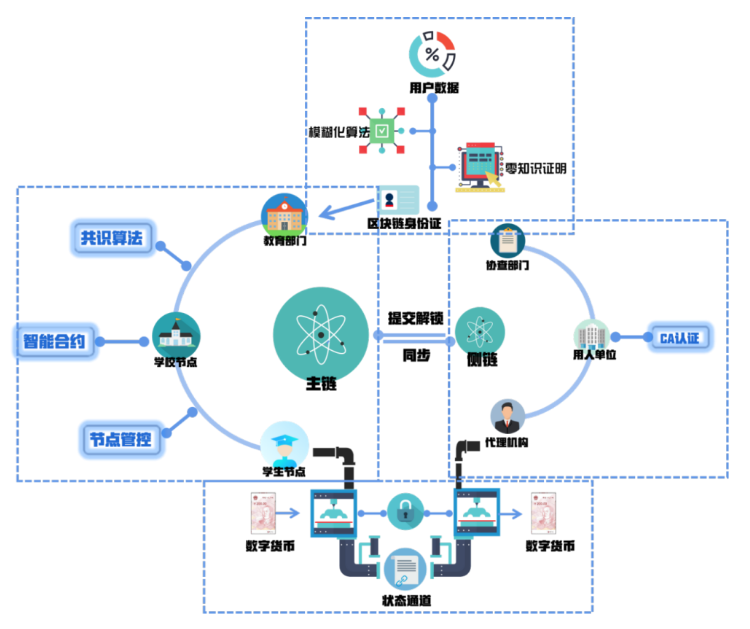 用户数据
模糊化算法
零知识证明
区块链身份证
教育部门
共识算法
智能合约
学校节点
节点管控
学生节点
主链
提交解锁
同步
侧链
协查部门
用人单位
CA认证
代理机构
数字货币
数字货币
状态通道